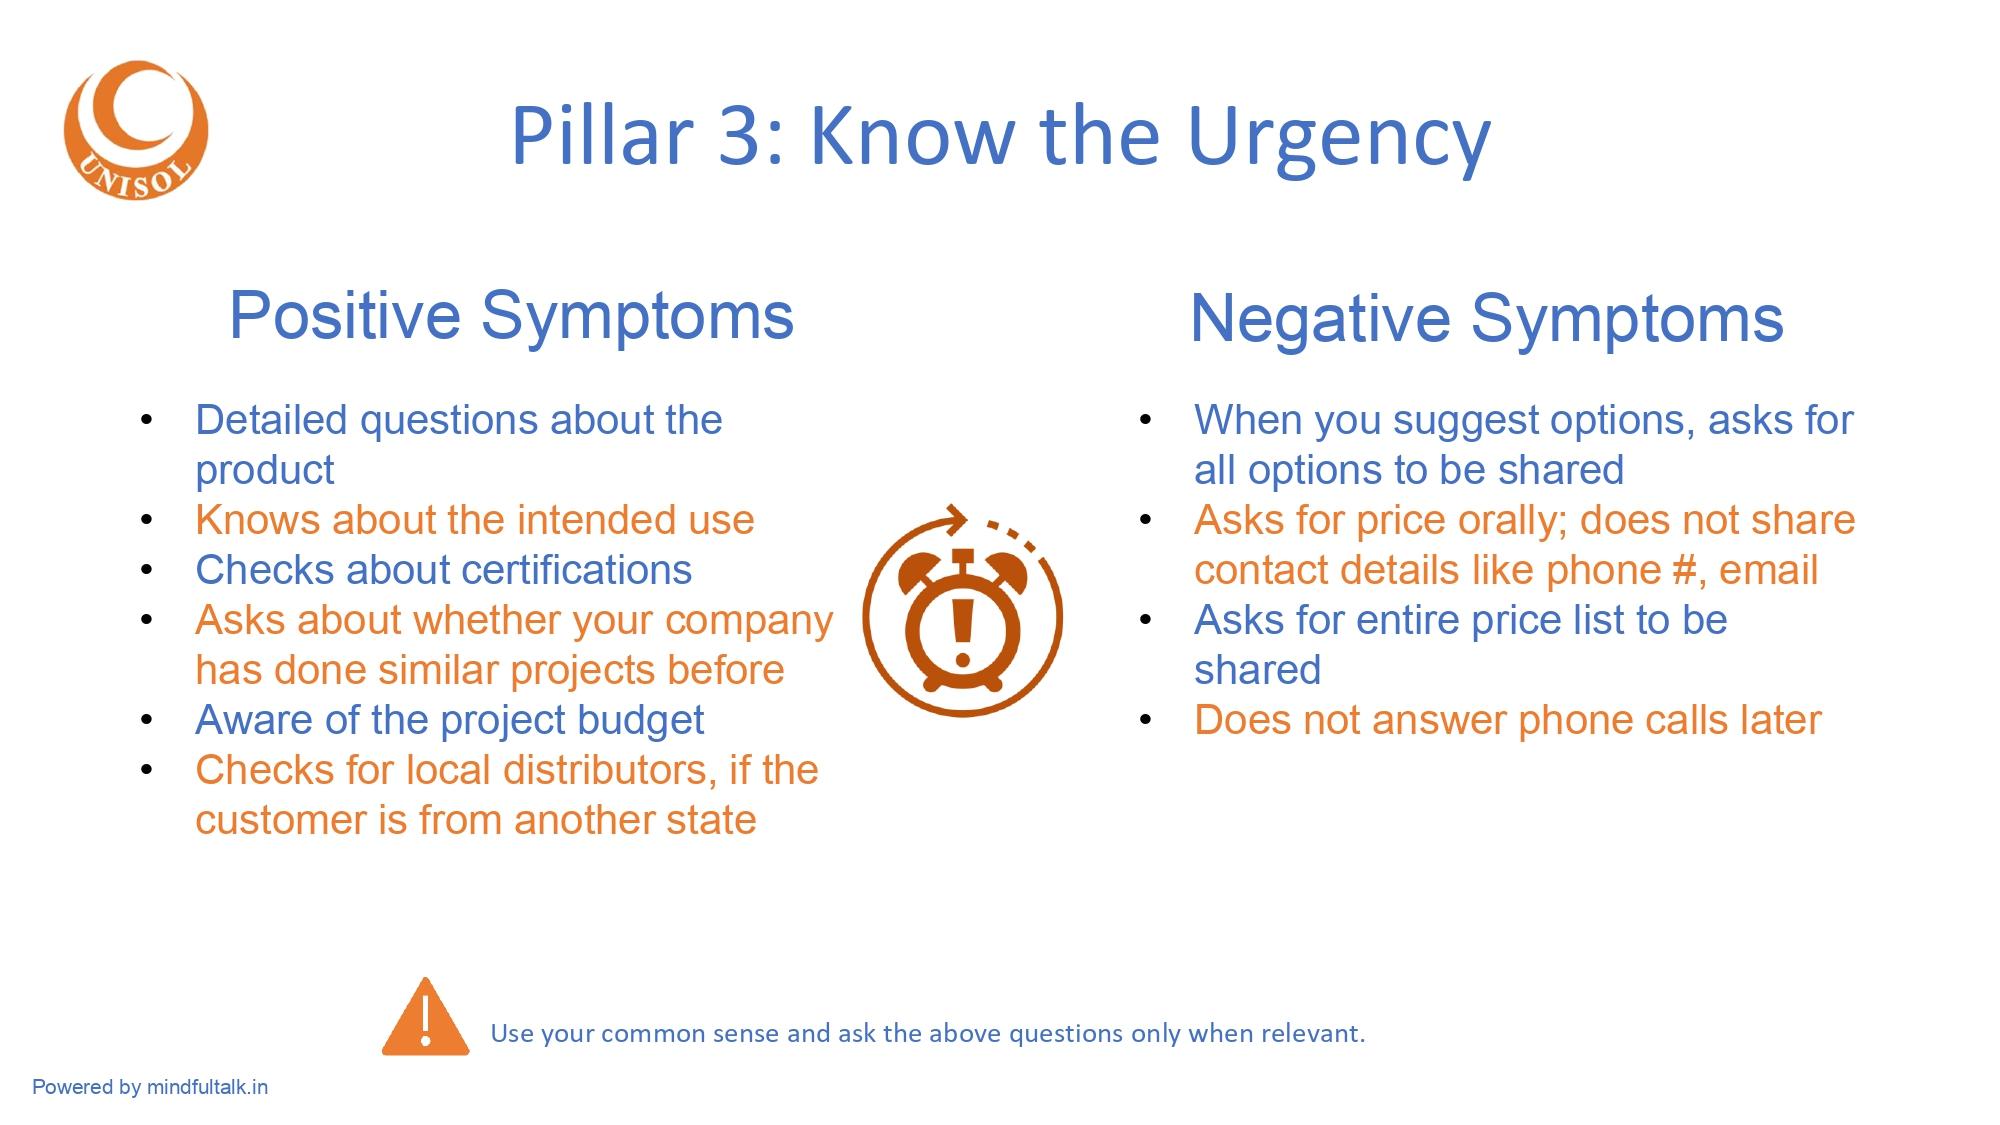 UNISOL
Pillar 3: Know the Urgency
Positive Symptoms
• Detailed questions about the
product
• Knows about the intended use
• Checks about certifications
• Asks about whether your company
has done similar projects before
• Aware of the project budget
• Checks for local distributors, if the
customer is from another state
Negative Symptoms
• When you suggest options, asks for
all options to be shared
• Asks for price orally; does not share
contact details like phone #, email
• Asks for entire price list to be
shared
• Does not answer phone calls later
Use your common sense and ask the above questions only when relevant.
Powered by mindfultalk.in